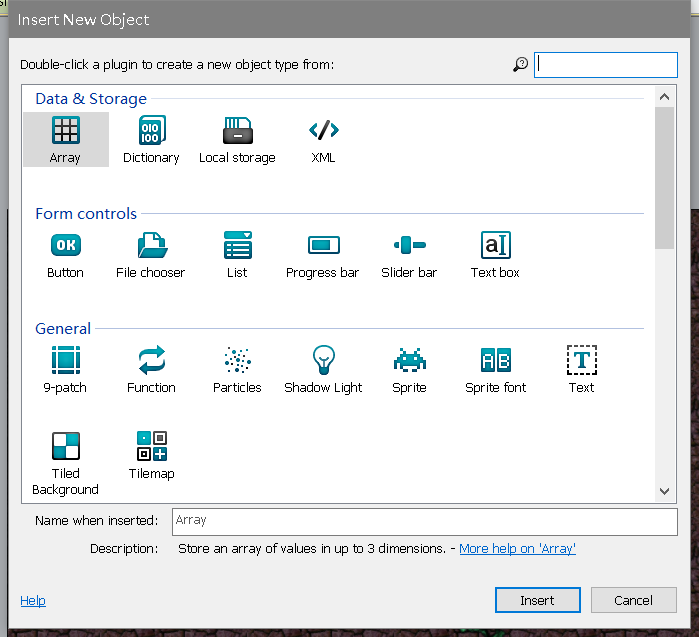 Insert New Object
Double-click a plugin to create a new object type from:
Data & Storage
Array Dictionary Local storage XML
Form controls
OK
aI
Button File chooser List Progress bar Slider bar Text box
General
AB
T
9-patch Function Particles Shadow Light Sprite Sprite font Text
Tiled Background Tilemap
Name when inserted: Array
Description: Store an array of values in up to 3 dimensions. - More help on 'Array'
Help Insert Cancel